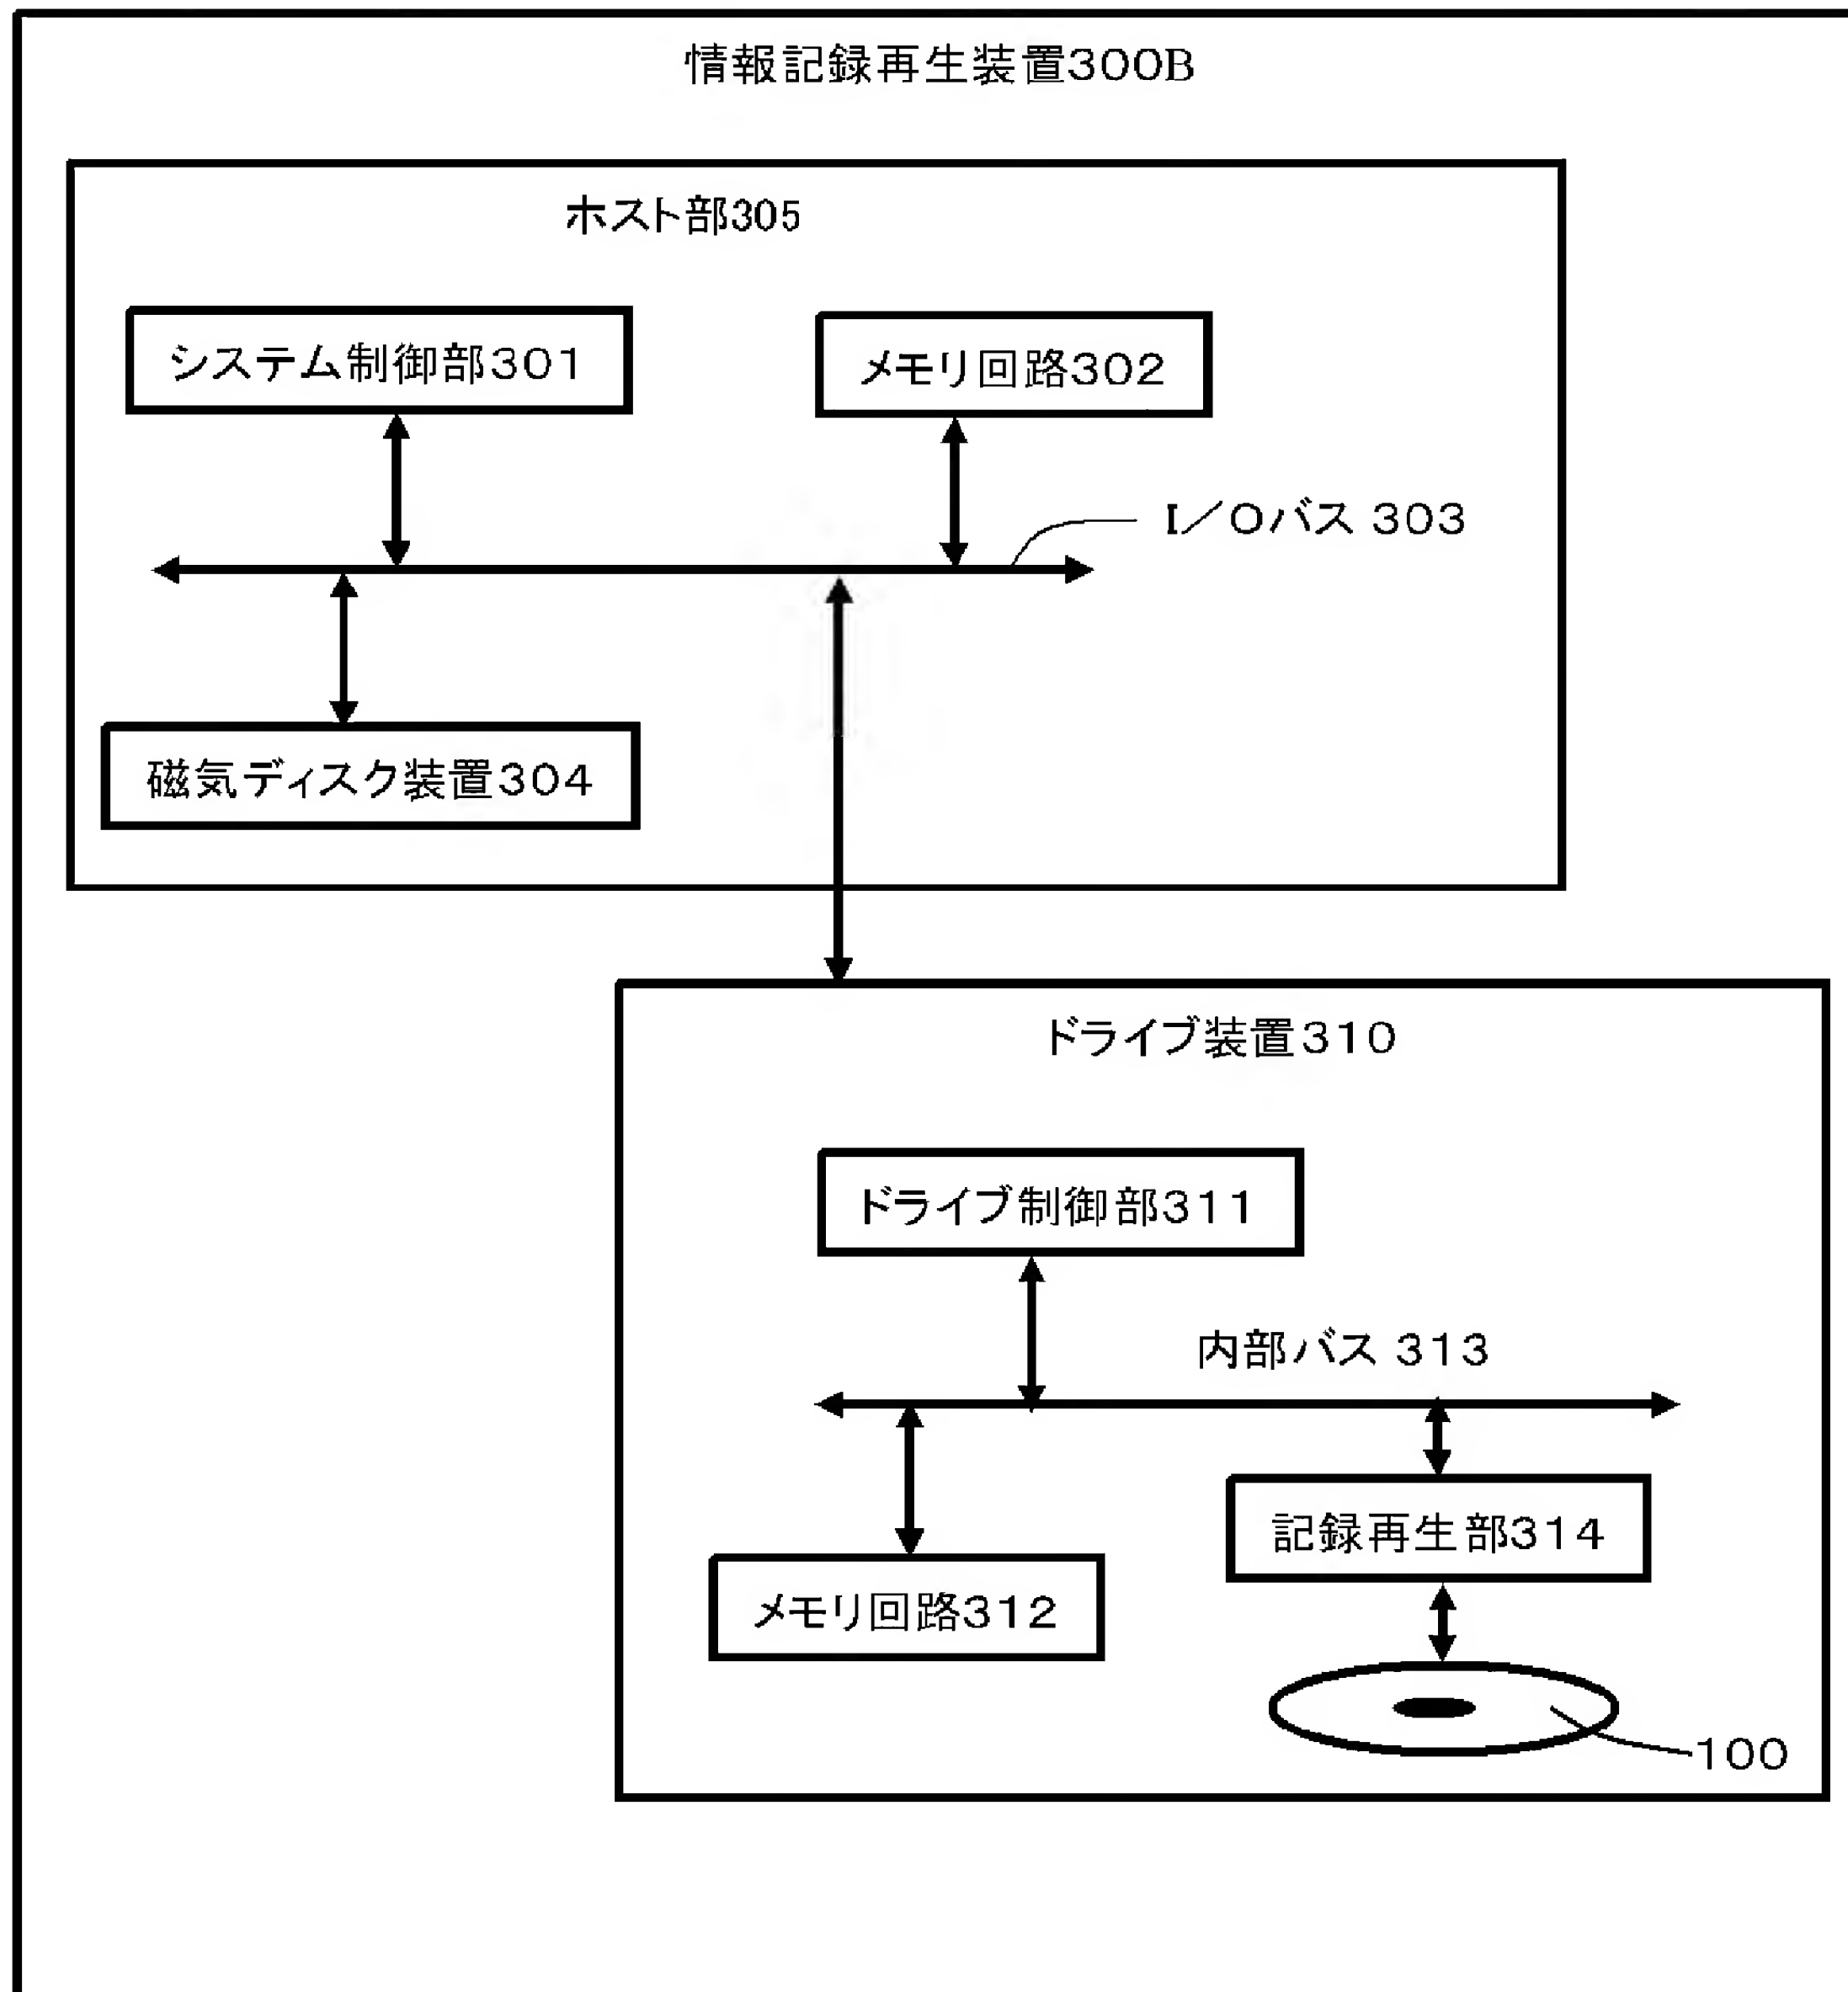 情報記録再生装置300B
ホスト部305
システム制御部301
メモリ回路302
I/Oバス 303
磁気ディスク装置304
ドライブ装置310
ドライブ制御部311
内部バス 313
記録再生部314
メモリ回路312
100